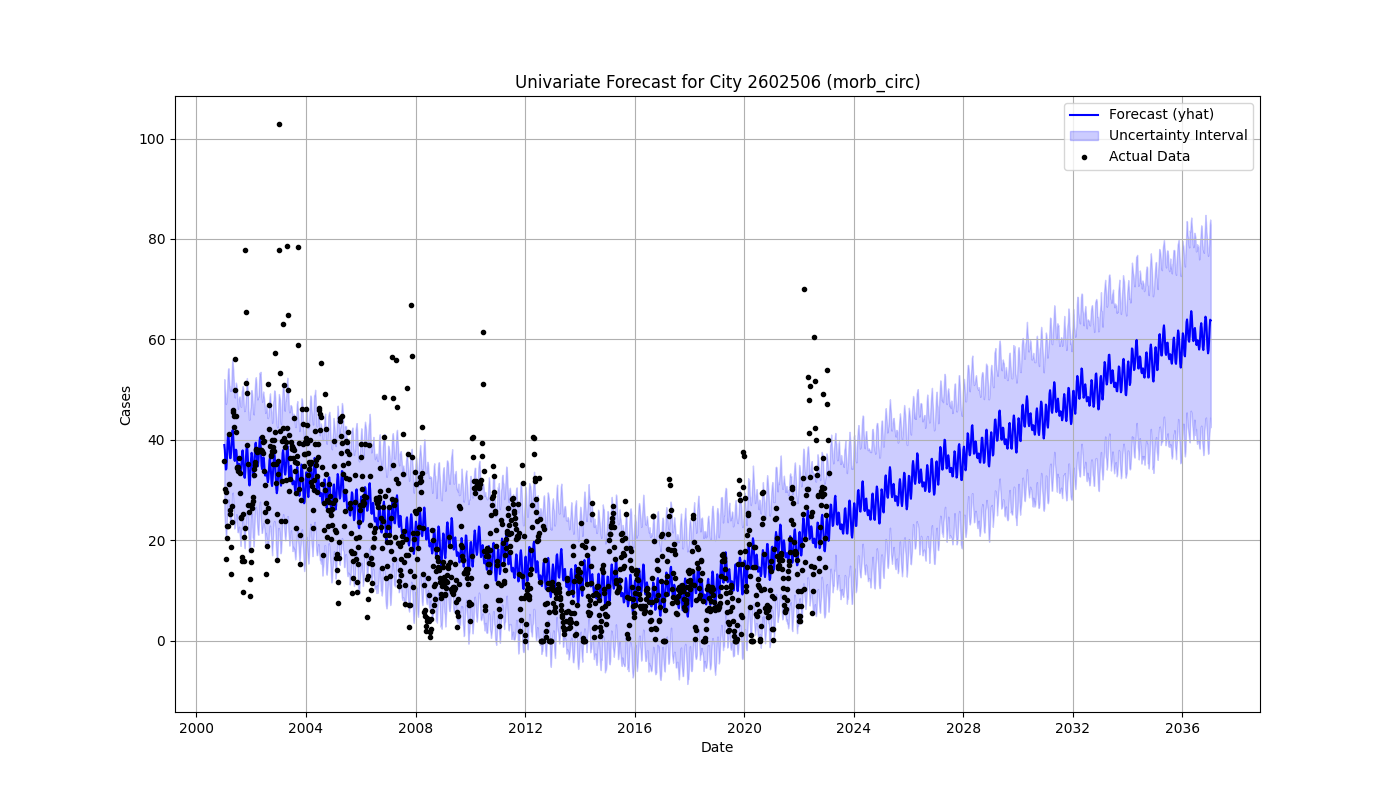 Univariate Forecast for City 2602506 (morb_circ)
Forecast (yhat)
Uncertainty Interval
Actual Data
Cases
100
80
60
40
20
0
2000 2004 2008 2012 2016 2020 2024 2028 2032 2036
Date